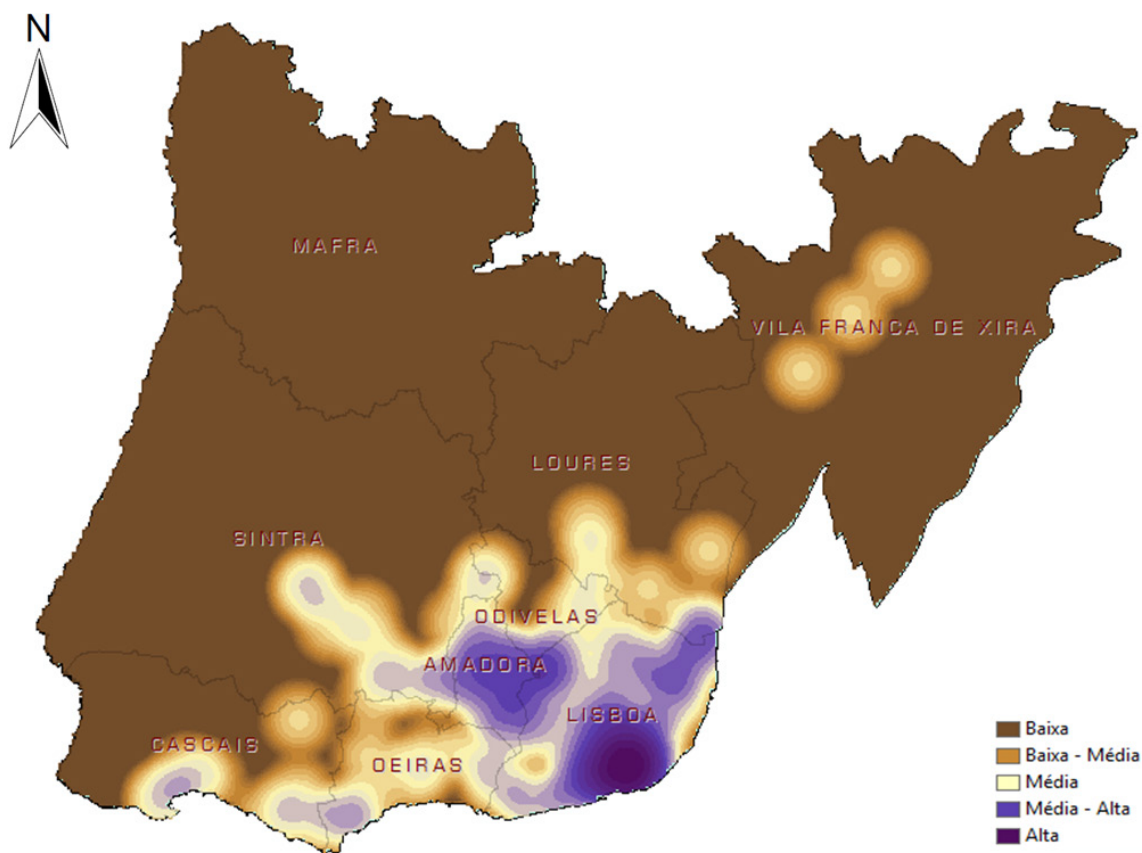 N
MAFRA
VILA FRANCA DE XIRA
LOURES
SINTRA
ODIVELAS
AMADORA
LISBOA
CASCAIS
OEIRAS
Baixa
Baixa - Média
Média
Média - Alta
Alta